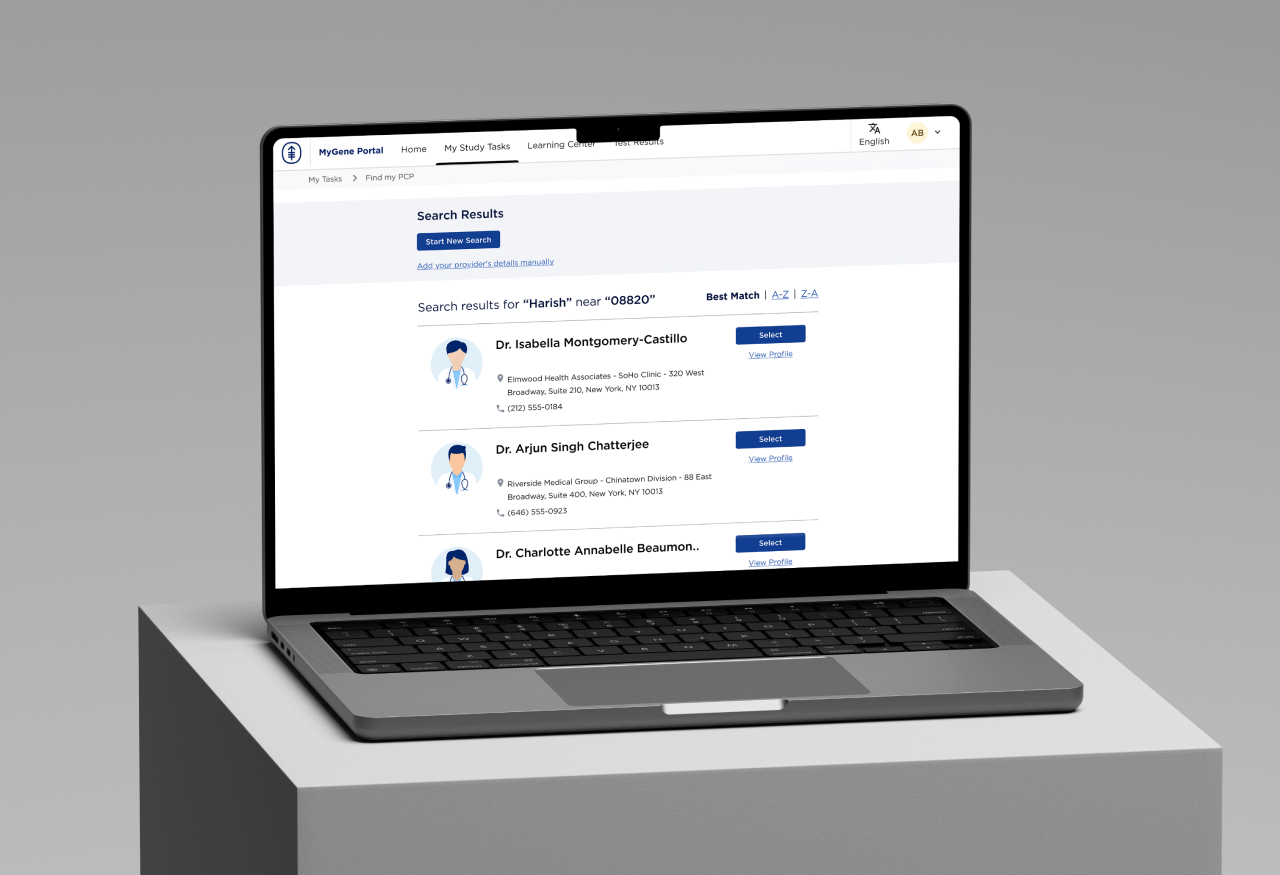 MyGene Portal
Home
My Study Tasks
Learning Center
Test Results
English
AB
My Tasks > Find my PCP
Search Results
Start New Search
Add your provider's details manually
Search results for “Harish” near “08820”
Best Match | A-Z | Z-A
Dr. Isabella Montgomery-Castillo
Select
View Profile
Elmwood Health Associates - SoHo Clinic - 320 West
Broadway, Suite 210, New York, NY 10013
(212) 555-0184
Dr. Arjun Singh Chatterjee
Select
View Profile
Riverside Medical Group - Chinatown Division - 88 East
Broadway, Suite 400, New York, NY 10013
(646) 555-0923
Dr. Charlotte Annabelle Beaumon..
Select
View Profile